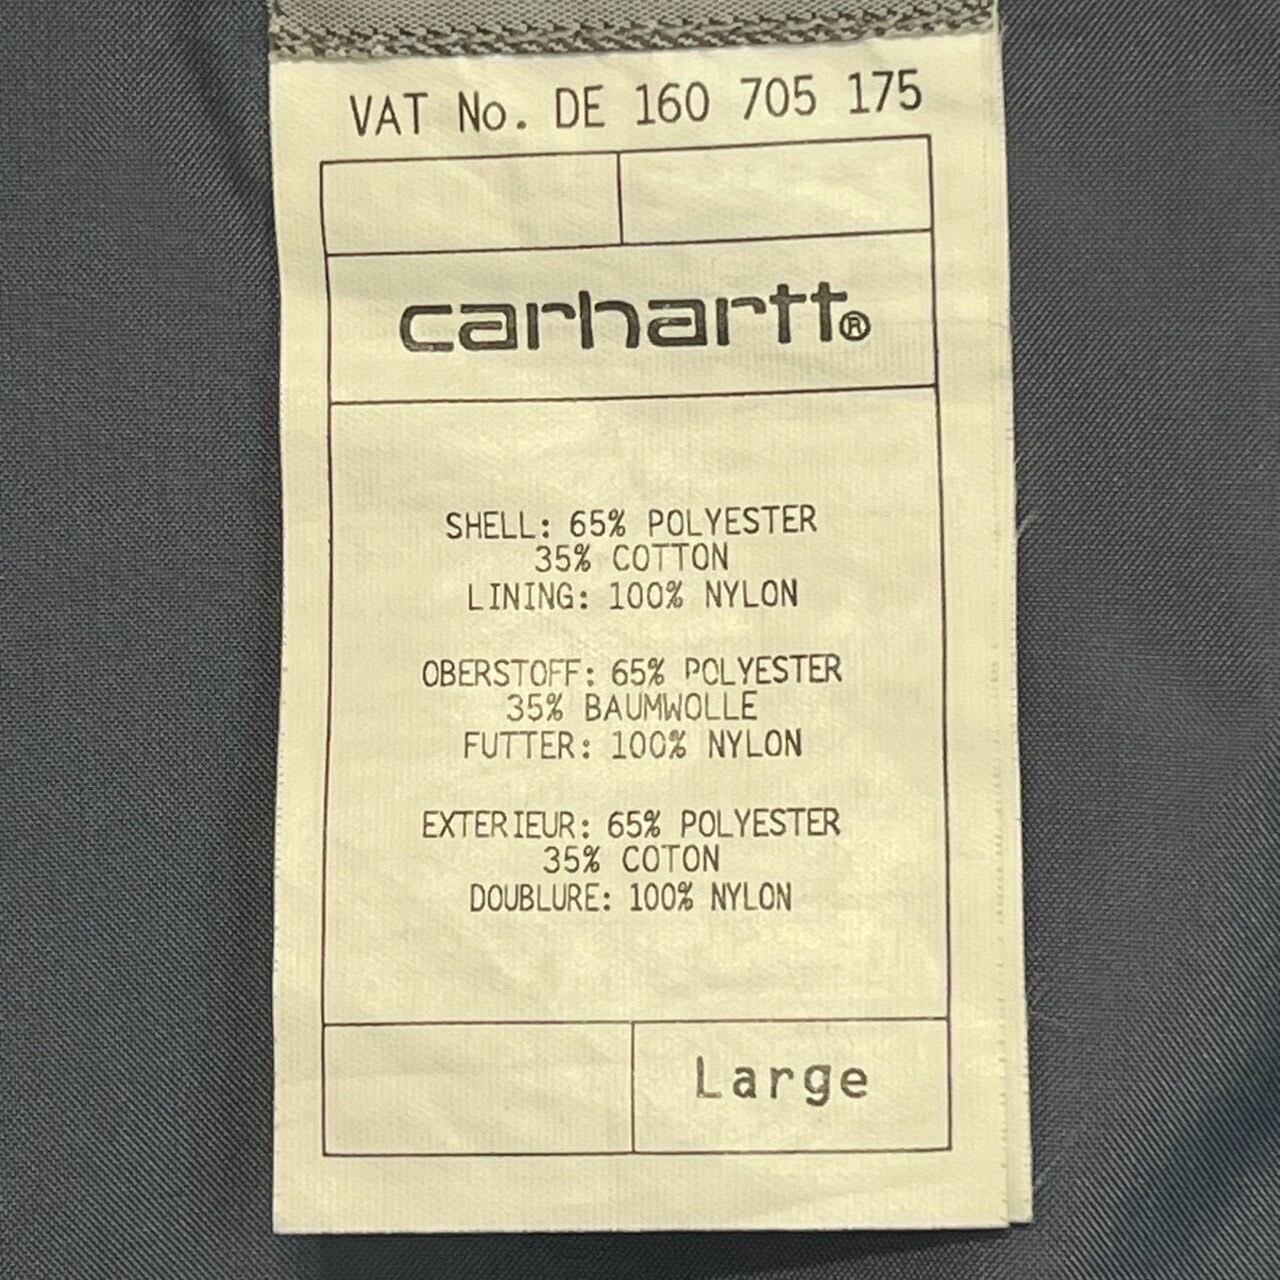 VAT No. DE 160 705 175
carhartt®
SHELL: 65% POLYESTER
35% COTTON
LINING: 100% NYLON
OBERSTOFF: 65% POLYESTER
35% BAUMWOLLE
FUTTER: 100% NYLON
EXTERIEUR: 65% POLYESTER
35% COTON
DOUBLURE: 100% NYLON
Large